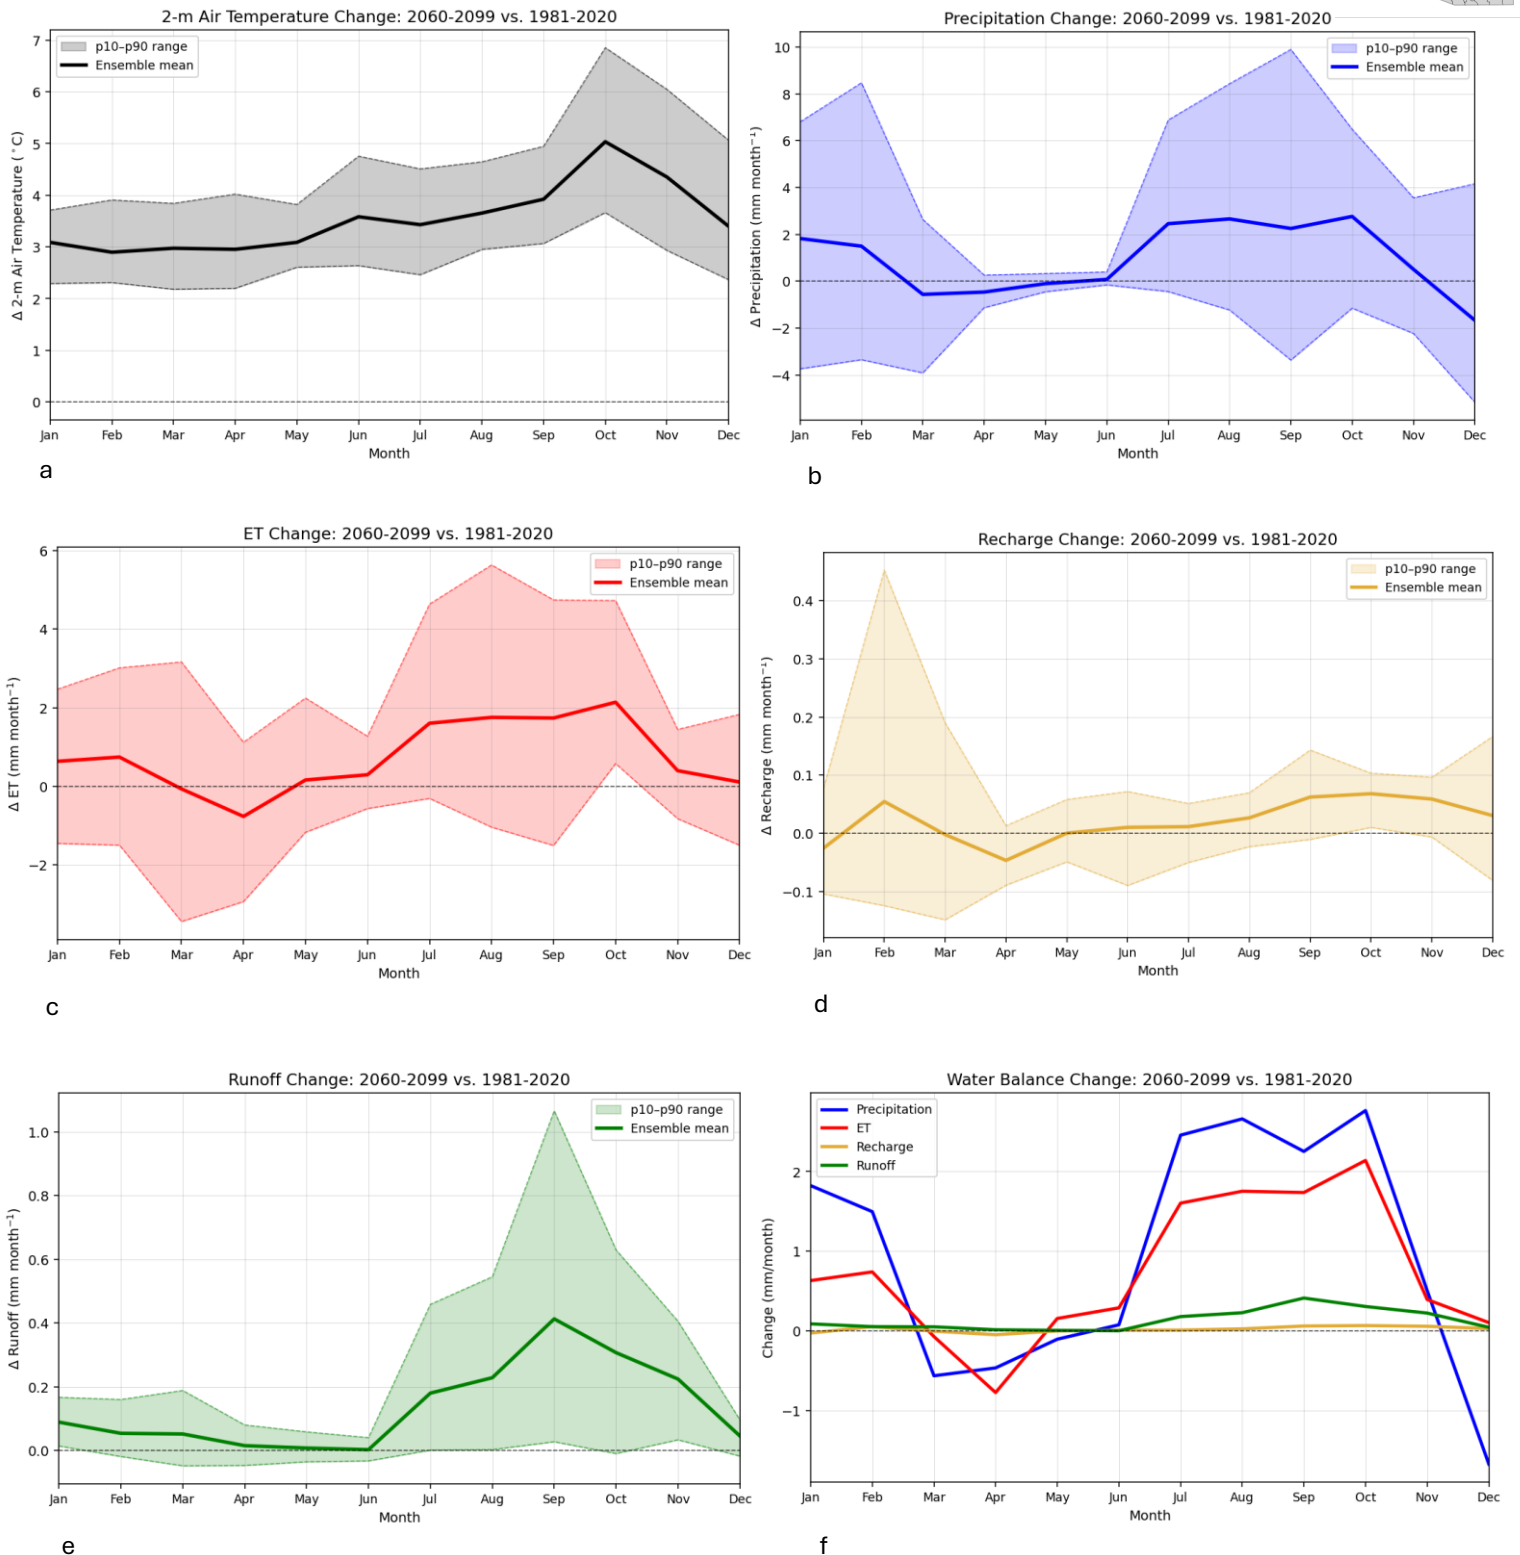 2-m Air Temperature Change: 2060-2099 vs. 1981-2020
p10–p90 range
Ensemble mean
7
6
5
4
3
2
1
0
Δ 2-m Air Temperature (°C)
Jan Feb Mar Apr May Jun Jul Aug Sep Oct Nov Dec
Month
a
Precipitation Change: 2060-2099 vs. 1981-2020
p10–p90 range
Ensemble mean
10
8
6
4
2
0
−2
−4
Δ Precipitation (mm month⁻¹)
Jan Feb Mar Apr May Jun Jul Aug Sep Oct Nov Dec
Month
b
ET Change: 2060-2099 vs. 1981-2020
p10–p90 range
Ensemble mean
6
4
2
0
−2
Δ ET (mm month⁻¹)
Jan Feb Mar Apr May Jun Jul Aug Sep Oct Nov Dec
Month
c
Recharge Change: 2060-2099 vs. 1981-2020
p10–p90 range
Ensemble mean
0.4
0.3
0.2
0.1
0.0
−0.1
Δ Recharge (mm month⁻¹)
Jan Feb Mar Apr May Jun Jul Aug Sep Oct Nov Dec
Month
d
Runoff Change: 2060-2099 vs. 1981-2020
p10–p90 range
Ensemble mean
1.0
0.8
0.6
0.4
0.2
0.0
Δ Runoff (mm month⁻¹)
Jan Feb Mar Apr May Jun Jul Aug Sep Oct Nov Dec
Month
e
Water Balance Change: 2060-2099 vs. 1981-2020
Precipitation
ET
Recharge
Runoff
2
1
0
−1
Change (mm/month)
Jan Feb Mar Apr May Jun Jul Aug Sep Oct Nov Dec
Month
f